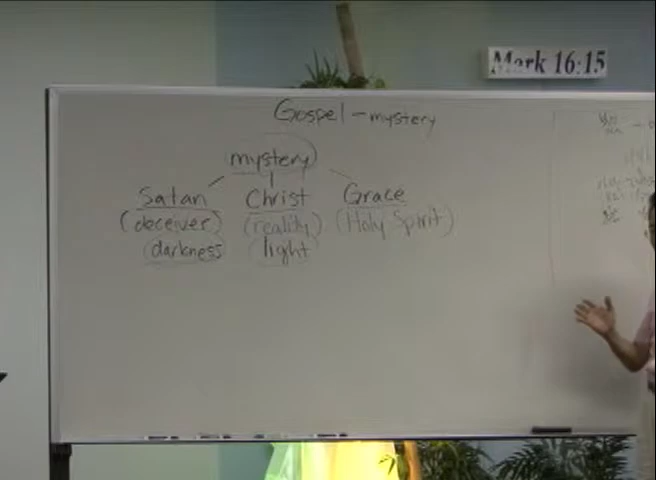 Mark 16:15
Gospel - mystery
mystery
Satan Christ Grace
(deceiver) (reality) (Holy Spirit)
darkness light